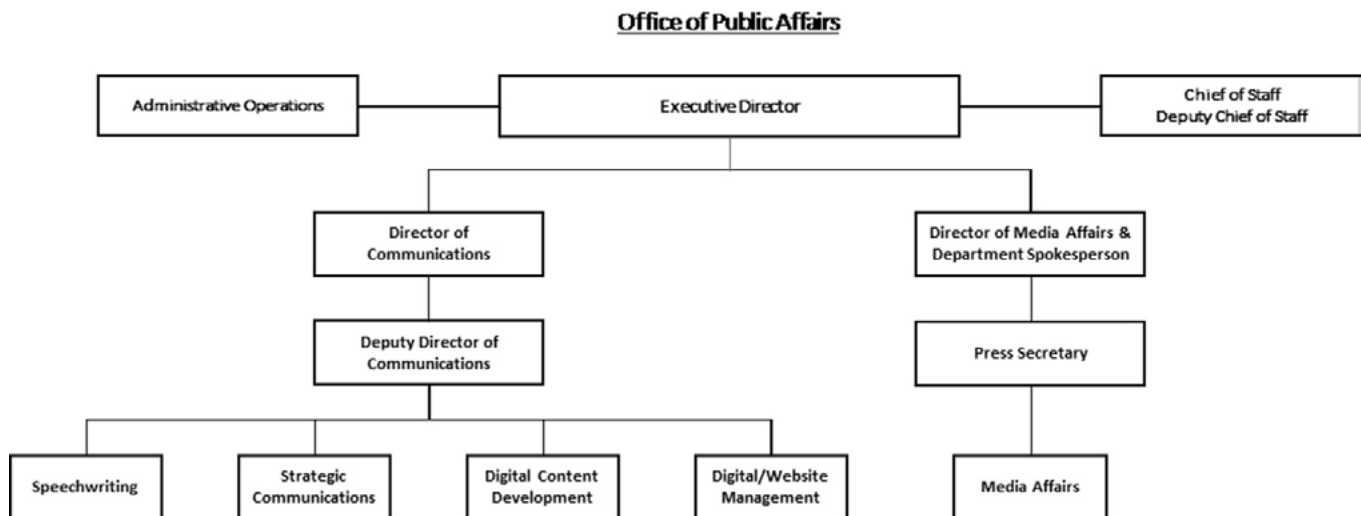 Office of Public Affairs
Administrative Operations
Executive Director
Chief of Staff
Deputy Chief of Staff
Director of
Communications
Director of Media Affairs &
Department Spokesperson
Deputy Director of
Communications
Press Secretary
Speechwriting
Strategic
Communications
Digital Content
Development
Digital/Website
Management
Media Affairs